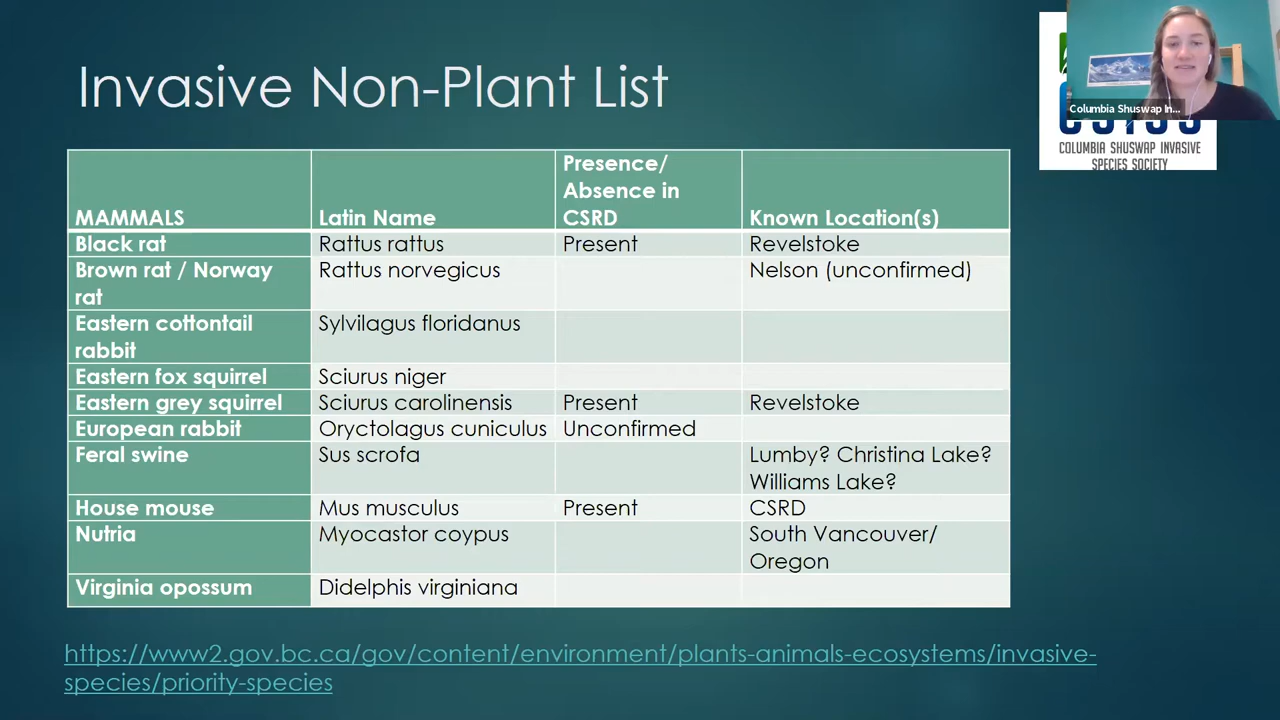 Invasive Non-Plant List
Columbia Shuswap In...
COLUMBIA SHUSWAP INVASIVE
SPECIES SOCIETY
MAMMALS Latin Name Presence/ Absence in CSRD Known Location(s)
Black rat Rattus rattus Present Revelstoke
Brown rat / Norway rat Rattus norvegicus Nelson (unconfirmed)
Eastern cottontail rabbit Sylvilagus floridanus
Eastern fox squirrel Sciurus niger
Eastern grey squirrel Sciurus carolinensis Present Revelstoke
European rabbit Oryctolagus cuniculus Unconfirmed
Feral swine Sus scrofa Lumby? Christina Lake? Williams Lake?
House mouse Mus musculus Present CSRD
Nutria Myocastor coypus South Vancouver/ Oregon
Virginia opossum Didelphis virginiana
https://www2.gov.bc.ca/gov/content/environment/plants-animals-ecosystems/invasive-
species/priority-species